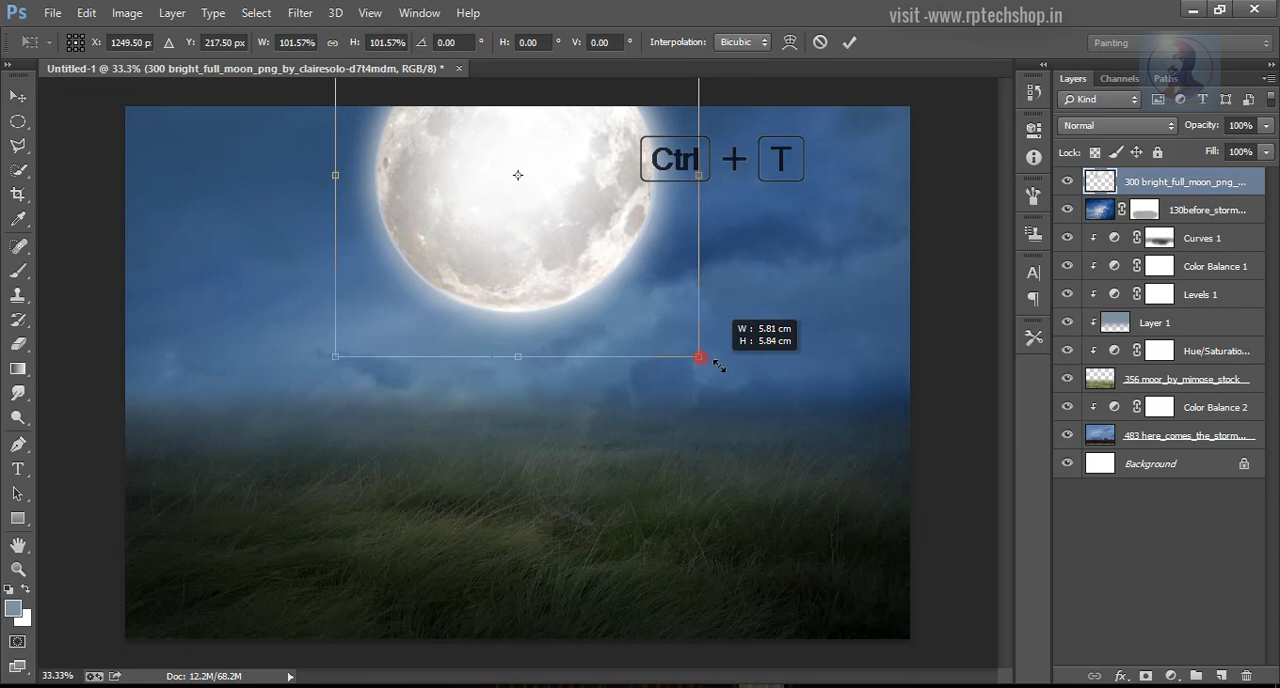 visit -www.rptechshop.in
Ps File Edit Image Layer Type Select Filter 3D View Window Help
X: 1249.50 px Y: 217.50 px W: 101.57% H: 101.57% 0.00 ° H: 0.00 ° V: 0.00 ° Interpolation: Bicubic Painting
Untitled-1 @ 33.3% (300 bright_full_moon_png_by_clairesolo-d7t4mdm, RGB/8) * ×
Layers Channels Paths
Kind
Normal Opacity: 100%
Lock: Fill: 100%
Ctrl + T
300 bright_full_moon_png_...
130before_storm...
Curves 1
Color Balance 1
Levels 1
Layer 1
Hue/Saturatio...
356 moor_by_mimose_stock
Color Balance 2
483 here_comes_the_storm...
Background
W : 5.81 cm
H : 5.84 cm
33.33% Doc: 12.2M/68.2M